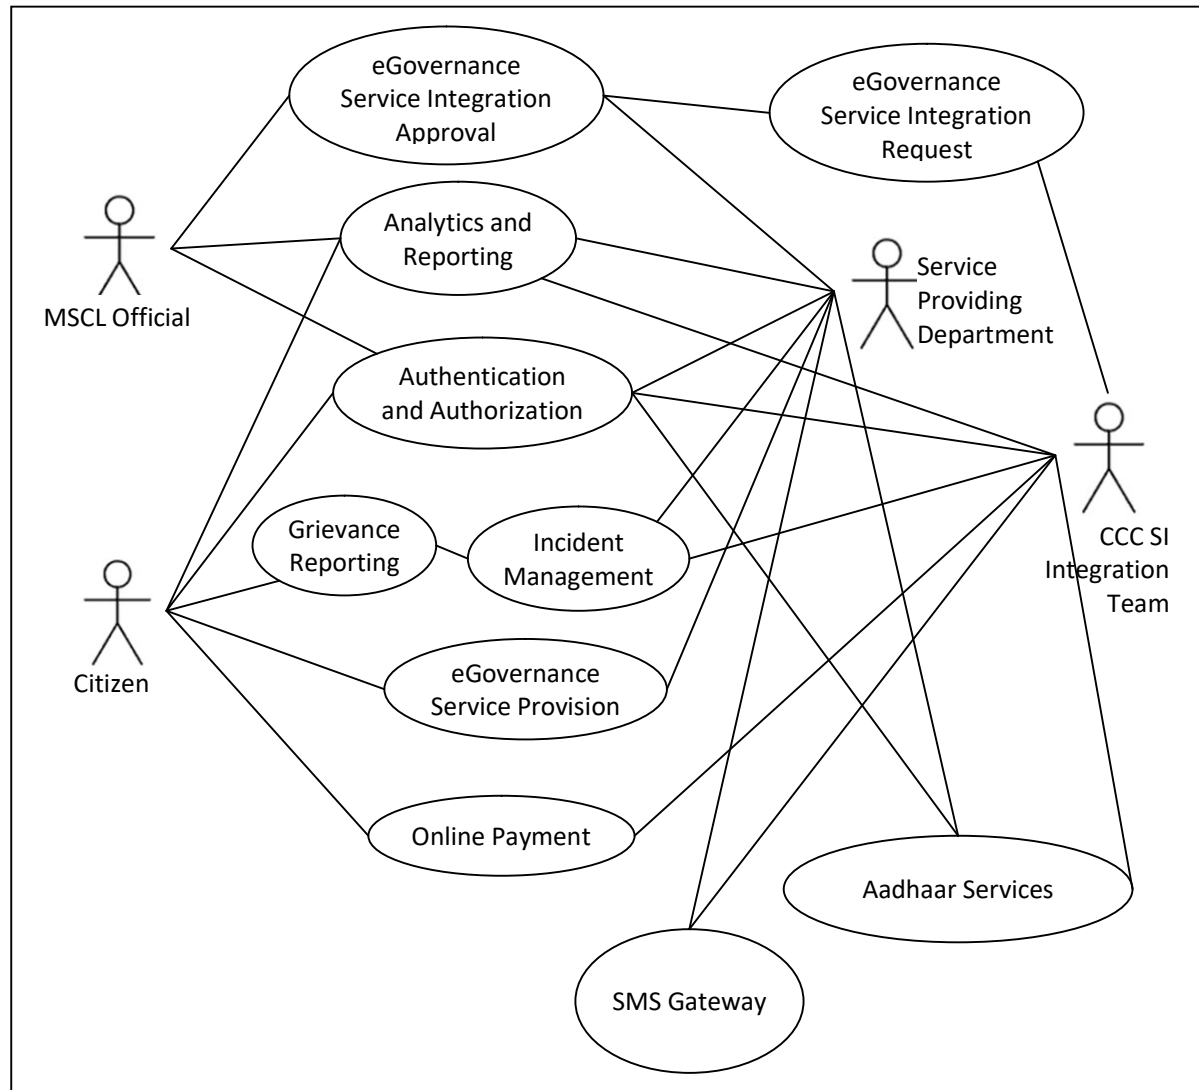 eGovernance
Service Integration
Approval
eGovernance
Service Integration
Request
Analytics and
Reporting
MSCL Official
Service
Providing
Department
Authentication
and Authorization
Grievance
Reporting
Incident
Management
CCC SI
Integration
Team
Citizen
eGovernance
Service Provision
Online Payment
Aadhaar Services
SMS Gateway